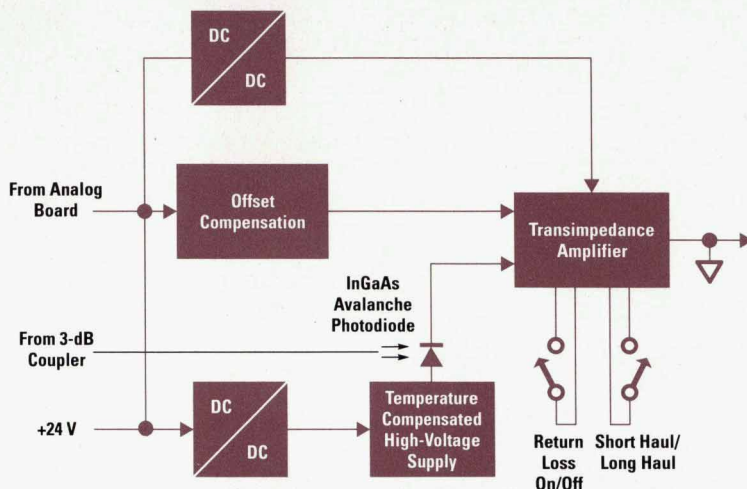 DC
DC
From Analog
Board
Offset
Compensation
Transimpedance
Amplifier
InGaAs
Avalanche
Photodiode
From 3-dB
Coupler
+24 V
DC
DC
Temperature
Compensated
High-Voltage
Supply
Return
Loss
On/Off
Short Haul/
Long Haul